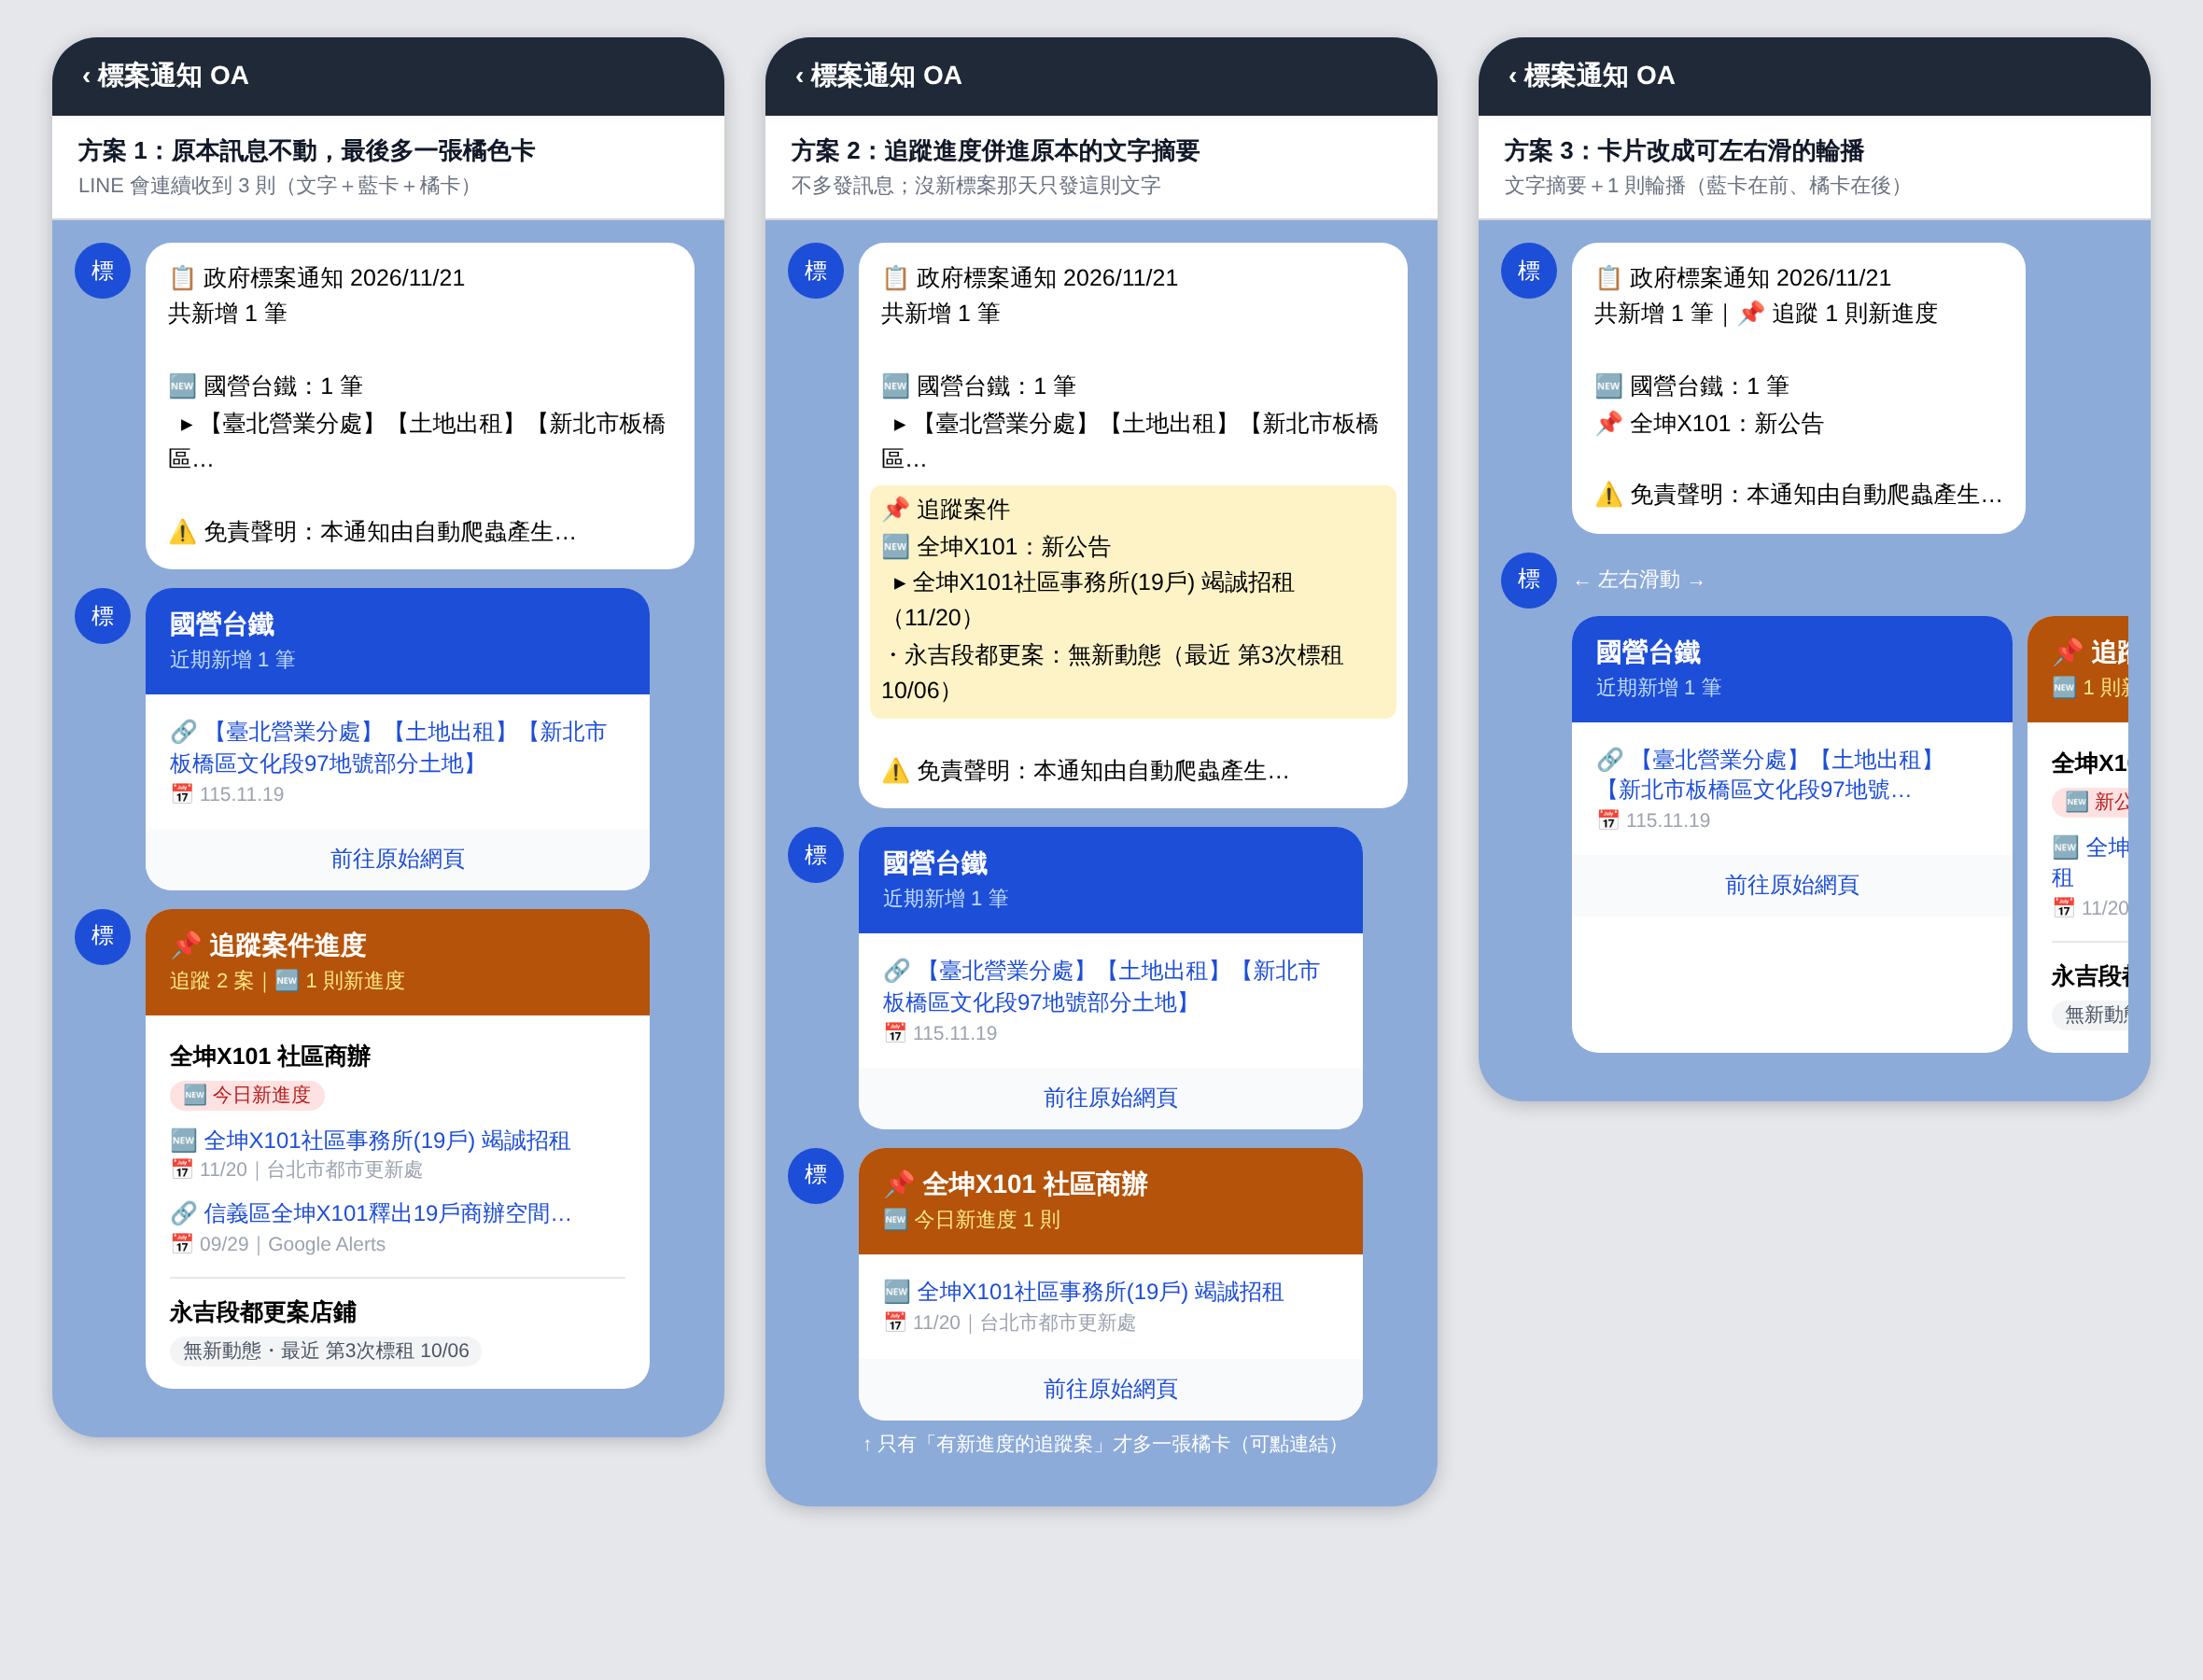 ‹ 標案通知 OA
方案 1：原本訊息不動，最後多一張橘色卡
LINE 會連續收到 3 則（文字＋藍卡＋橘卡）
標
📋 政府標案通知 2026/11/21
共新增 1 筆
🆕 國營台鐵：1 筆
▸【臺北營業分處】【土地出租】【新北市板橋
區…
⚠️ 免責聲明：本通知由自動爬蟲產生…
標
國營台鐵
近期新增 1 筆
🔗 【臺北營業分處】【土地出租】【新北市
板橋區文化段97地號部分土地】
📅 115.11.19
前往原始網頁
標
📌 追蹤案件進度
追蹤 2 案｜🆕 1 則新進度
全坤X101 社區商辦
🆕 今日新進度
🆕 全坤X101社區事務所(19戶) 竭誠招租
📅 11/20｜台北市都市更新處
🔗 信義區全坤X101釋出19戶商辦空間…
📅 09/29｜Google Alerts
永吉段都更案店鋪
無新動態・最近 第3次標租 10/06
‹ 標案通知 OA
方案 2：追蹤進度併進原本的文字摘要
不多發訊息；沒新標案那天只發這則文字
標
📋 政府標案通知 2026/11/21
共新增 1 筆
🆕 國營台鐵：1 筆
▸【臺北營業分處】【土地出租】【新北市板橋
區…
📌 追蹤案件
🆕 全坤X101：新公告
▸ 全坤X101社區事務所(19戶) 竭誠招租
（11/20）
・永吉段都更案：無新動態（最近 第3次標租
10/06）
⚠️ 免責聲明：本通知由自動爬蟲產生…
標
國營台鐵
近期新增 1 筆
🔗 【臺北營業分處】【土地出租】【新北市
板橋區文化段97地號部分土地】
📅 115.11.19
前往原始網頁
標
📌 全坤X101 社區商辦
🆕 今日新進度 1 則
🆕 全坤X101社區事務所(19戶) 竭誠招租
📅 11/20｜台北市都市更新處
前往原始網頁
↑ 只有「有新進度的追蹤案」才多一張橘卡（可點連結）
‹ 標案通知 OA
方案 3：卡片改成可左右滑的輪播
文字摘要＋1 則輪播（藍卡在前、橘卡在後）
標
📋 政府標案通知 2026/11/21
共新增 1 筆｜📌 追蹤 1 則新進度
🆕 國營台鐵：1 筆
📌 全坤X101：新公告
⚠️ 免責聲明：本通知由自動爬蟲產生…
標
← 左右滑動 →
國營台鐵
近期新增 1 筆
🔗 【臺北營業分處】【土地出租】
【新北市板橋區文化段97地號…
📅 115.11.19
前往原始網頁
📌 追
🆕 1 則
全坤X1
🆕 新公
🆕 全坤
租
📅 11/20
永吉段
無新動